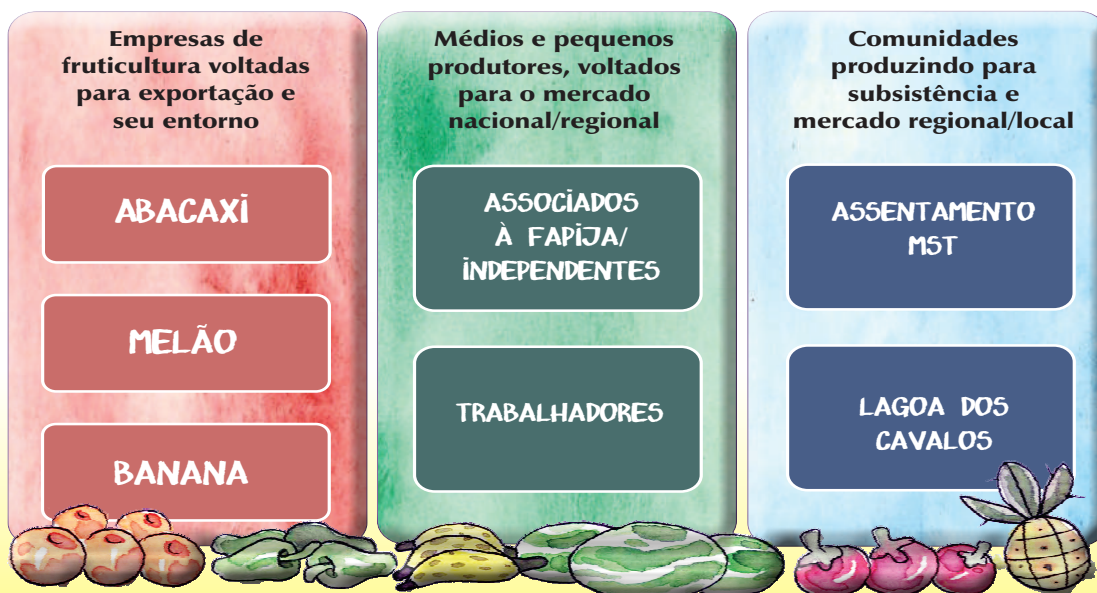 Empresas de
fruticultura voltadas
para exportação e
seu entorno
ABACAXI
MELÃO
BANANA
Médios e pequenos
produtores, voltados
para o mercado
nacional/regional
ASSOCIADOS
À FAPIJA/
INDEPENDENTES
TRABALHADORES
Comunidades
produzindo para
subsistência e
mercado regional/local
ASSENTAMENTO
MST
LAGOA DOS
CAVALOS